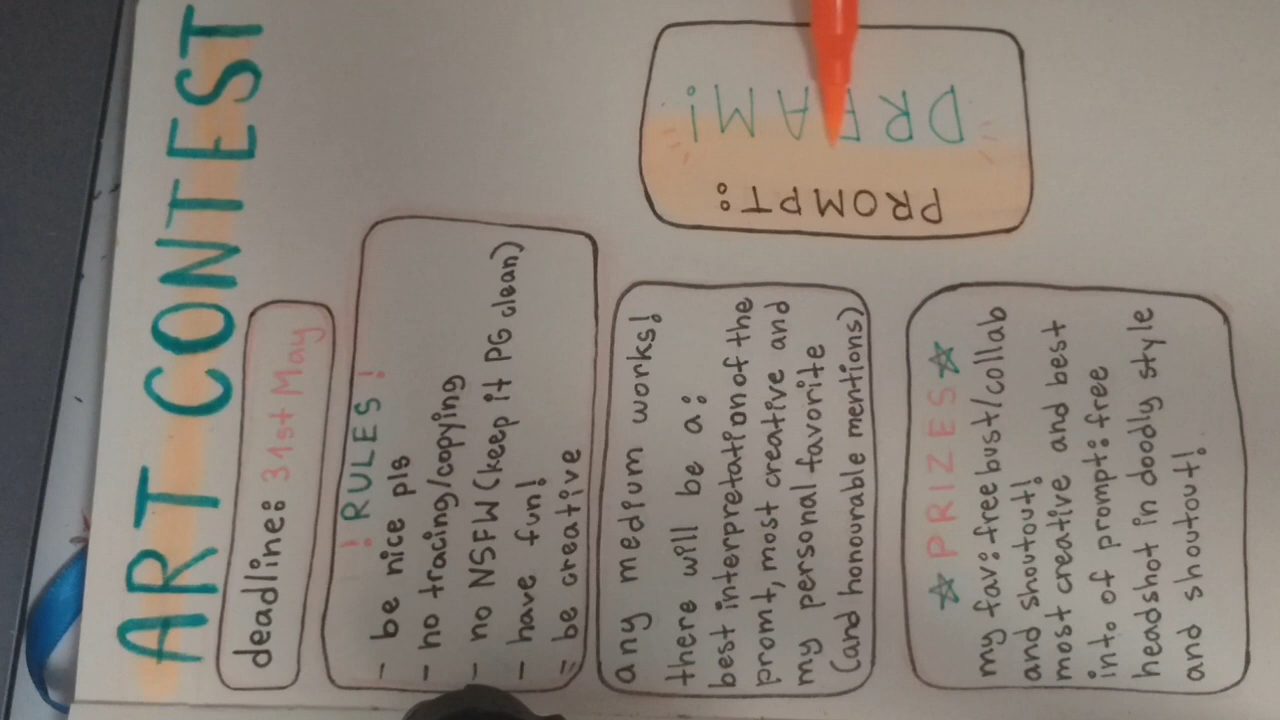 ART CONTEST
deadline: 31st May
! RULES !
- be nice pls
- no tracing/copying
- no NSFW (keep it PG clean)
- have fun!
= be creative
any medium works!
there will be a:
best interpretation of the
promt, most creative and
my personal favorite
(and honourable mentions)
☆ PRIZES ☆
my fav: free bust/collab
and shoutout!
most creative and best
into of prompt: free
headshot in doodly style
and shoutout!
PROMPT:
DREAM!